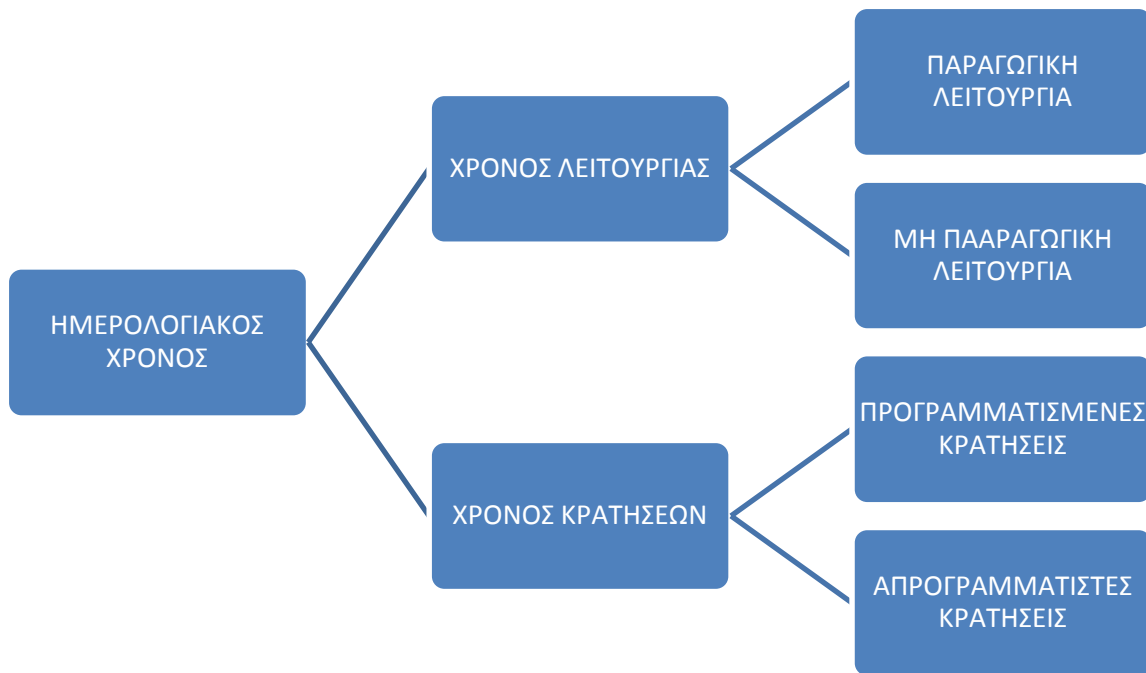 ΠΑΡΑΓΩΓΙΚΗ
ΛΕΙΤΟΥΡΓΙΑ
ΧΡΟΝΟΣ ΛΕΙΤΟΥΡΓΙΑΣ
ΜΗ ΠΑΑΡΑΓΩΓΙΚΗ
ΛΕΙΤΟΥΡΓΙΑ
ΗΜΕΡΟΛΟΓΙΑΚΟΣ
ΧΡΟΝΟΣ
ΠΡΟΓΡΑΜΜΑΤΙΣΜΕΝΕΣ
ΚΡΑΤΗΣΕΙΣ
ΧΡΟΝΟΣ ΚΡΑΤΗΣΕΩΝ
ΑΠΡΟΓΡΑΜΜΑΤΙΣΤΕΣ
ΚΡΑΤΗΣΕΙΣ